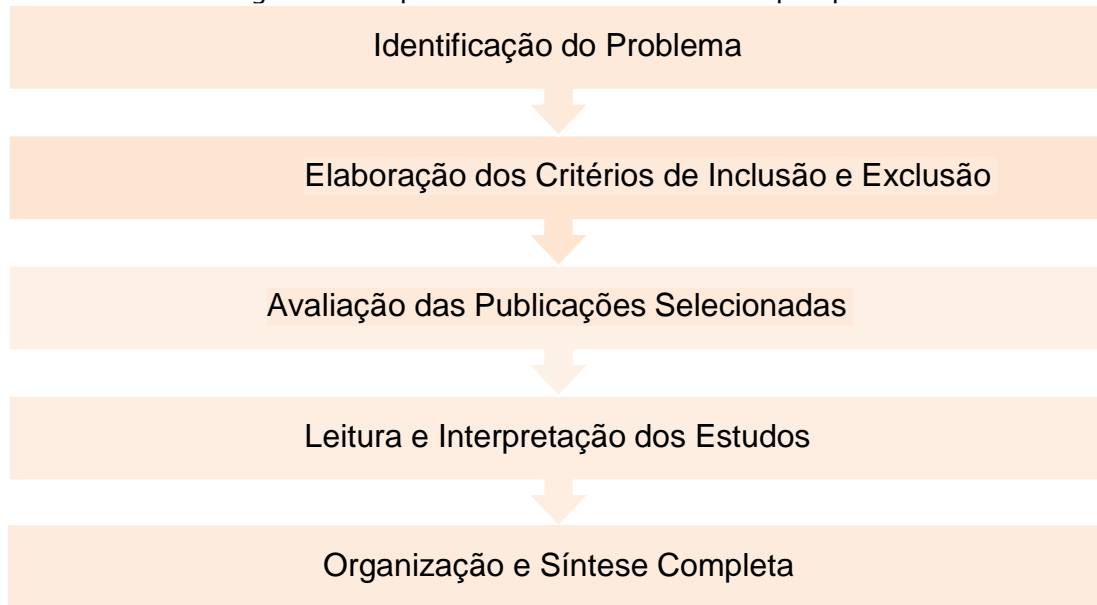 Identificação do Problema
Elaboração dos Critérios de Inclusão e Exclusão
Avaliação das Publicações Selecionadas
Leitura e Interpretação dos Estudos
Organização e Síntese Completa